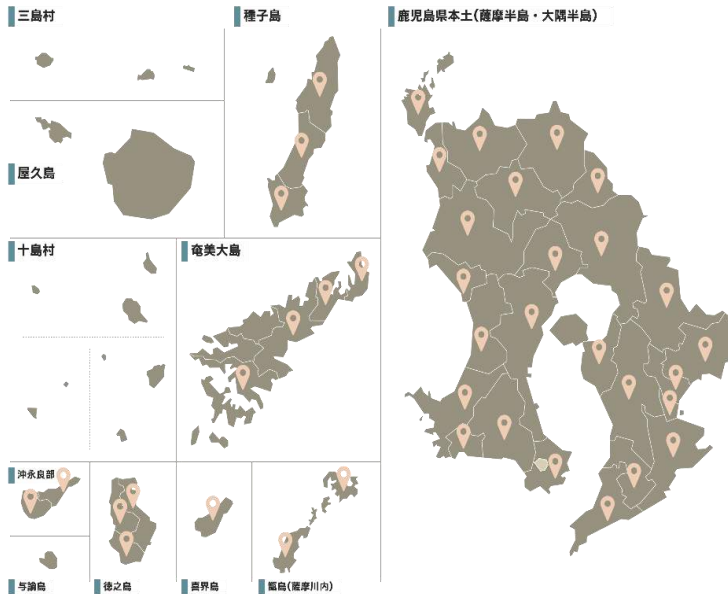 三島村
種子島
鹿児島県本土(薩摩半島・大隅半島)
屋久島
十島村
奄美大島
沖永良部
与論島
徳之島
喜界島
甑島(薩摩川内)